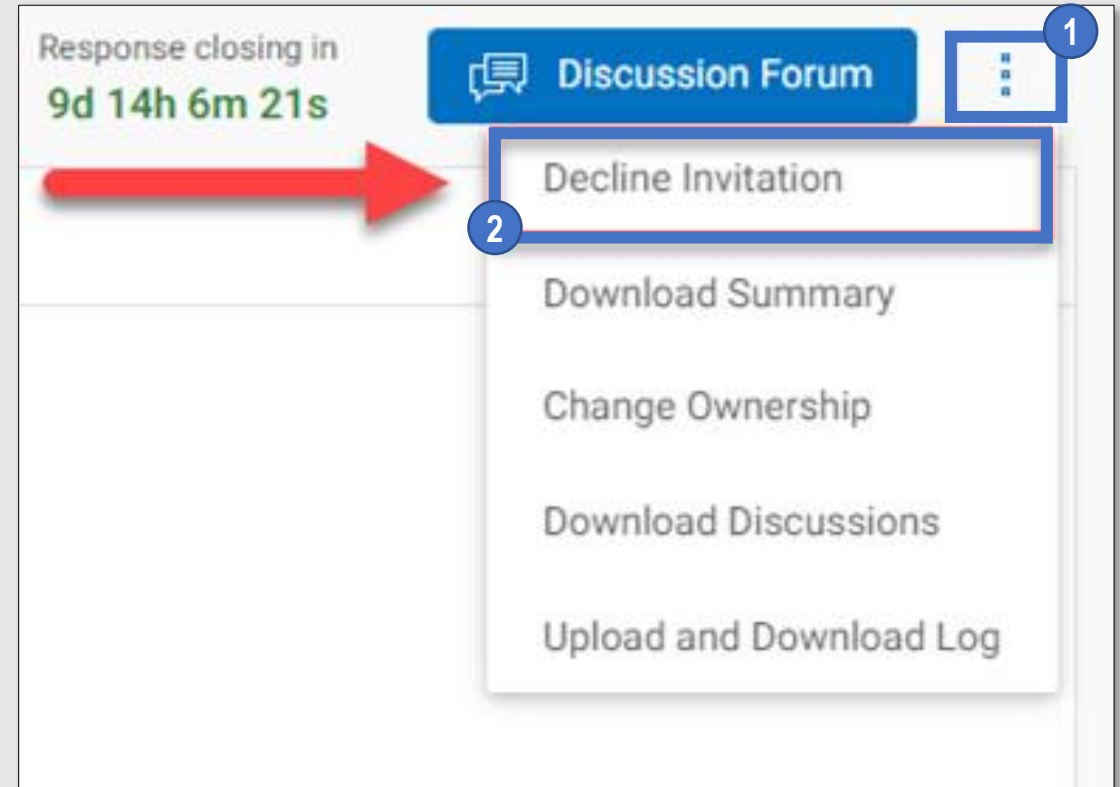 Response closing in
9d 14h 6m 21s
Discussion Forum
1
Decline Invitation
2
Download Summary
Change Ownership
Download Discussions
Upload and Download Log